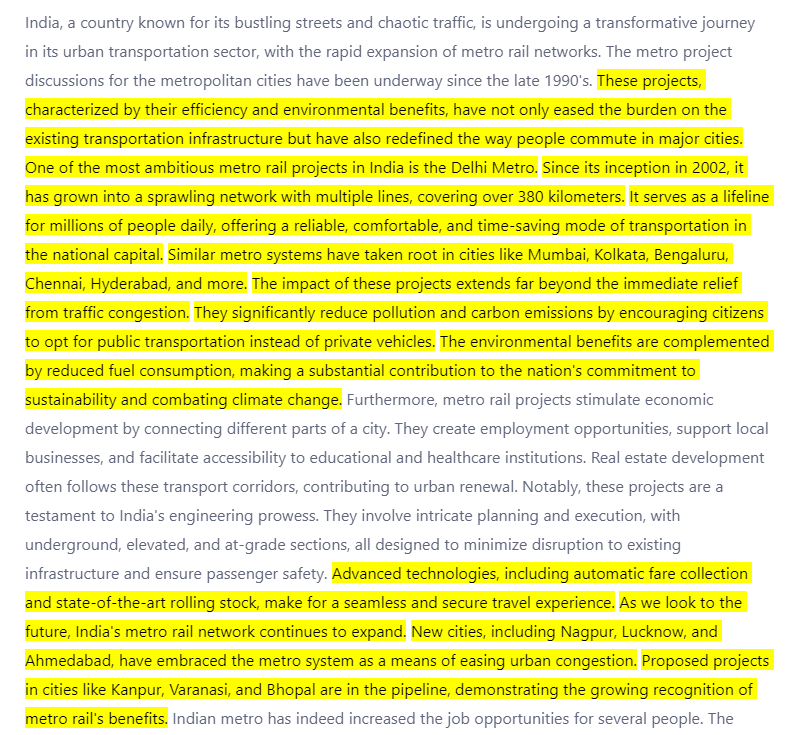 India, a country known for its bustling streets and chaotic traffic, is undergoing a transformative journey
in its urban transportation sector, with the rapid expansion of metro rail networks. The metro project
discussions for the metropolitan cities have been underway since the late 1990's. These projects,
characterized by their efficiency and environmental benefits, have not only eased the burden on the
existing transportation infrastructure but have also redefined the way people commute in major cities.
One of the most ambitious metro rail projects in India is the Delhi Metro. Since its inception in 2002, it
has grown into a sprawling network with multiple lines, covering over 380 kilometers. It serves as a lifeline
for millions of people daily, offering a reliable, comfortable, and time-saving mode of transportation in
the national capital. Similar metro systems have taken root in cities like Mumbai, Kolkata, Bengaluru,
Chennai, Hyderabad, and more. The impact of these projects extends far beyond the immediate relief
from traffic congestion. They significantly reduce pollution and carbon emissions by encouraging citizens
to opt for public transportation instead of private vehicles. The environmental benefits are complemented
by reduced fuel consumption, making a substantial contribution to the nation's commitment to
sustainability and combating climate change. Furthermore, metro rail projects stimulate economic
development by connecting different parts of a city. They create employment opportunities, support local
businesses, and facilitate accessibility to educational and healthcare institutions. Real estate development
often follows these transport corridors, contributing to urban renewal. Notably, these projects are a
testament to India's engineering prowess. They involve intricate planning and execution, with
underground, elevated, and at-grade sections, all designed to minimize disruption to existing
infrastructure and ensure passenger safety. Advanced technologies, including automatic fare collection
and state-of-the-art rolling stock, make for a seamless and secure travel experience. As we look to the
future, India's metro rail network continues to expand. New cities, including Nagpur, Lucknow, and
Ahmedabad, have embraced the metro system as a means of easing urban congestion. Proposed projects
in cities like Kanpur, Varanasi, and Bhopal are in the pipeline, demonstrating the growing recognition of
metro rail's benefits. Indian metro has indeed increased the job opportunities for several people. The